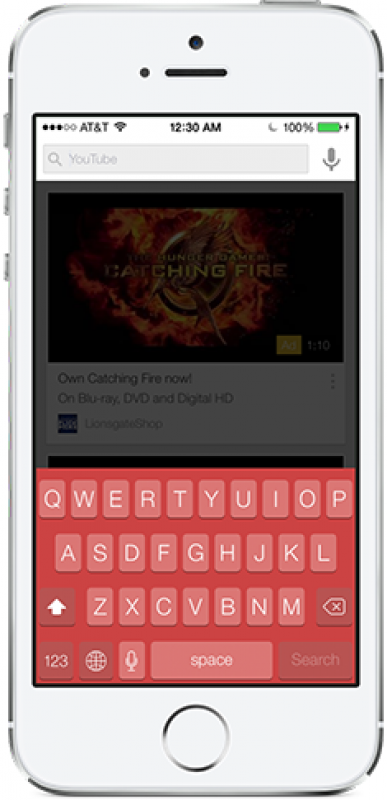 AT&T 12:30 AM 100%
YouTube
THE HUNGER GAMES
CATCHING FIRE
Ad 1:10
Own Catching Fire now!
On Blu-ray, DVD and Digital HD
LionsgateShop
Q W E R T Y U I O P
A S D F G H J K L
Z X C V B N M
123 space Search